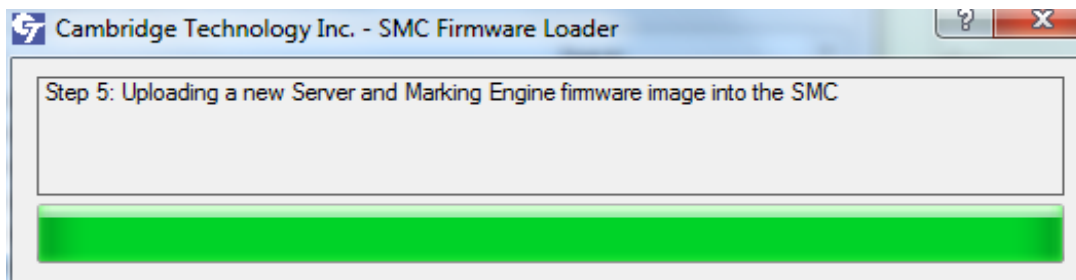 Cambridge Technology Inc. - SMC Firmware Loader
Step 5: Uploading a new Server and Marking Engine firmware image into the SMC